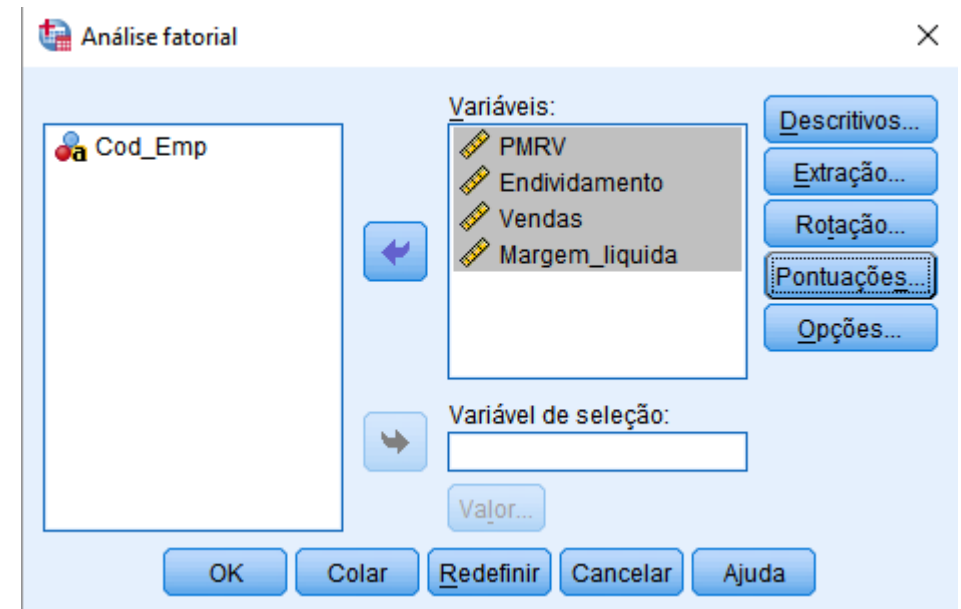 Análise fatorial
Cod_Emp
Variáveis:
PMRV
Endividamento
Vendas
Margem_liquida
Descritivos...
Extração...
Rotação...
Pontuações...
Opções...
Variável de seleção:
Valor...
OK
Colar
Redefinir
Cancelar
Ajuda